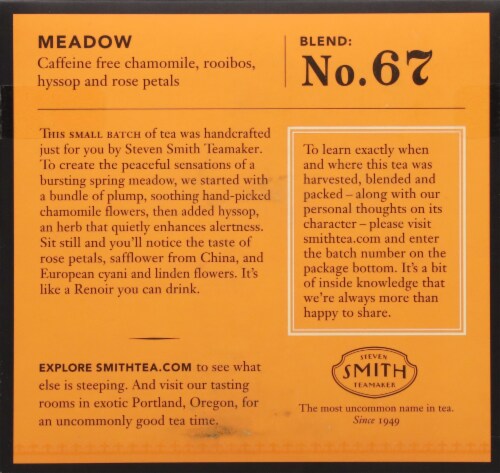 MEADOW
Caffeine free chamomile, rooibos,
hyssop and rose petals
BLEND:
No.67
THIS SMALL BATCH of tea was handcrafted
just for you by Steven Smith Teamaker.
To create the peaceful sensations of a
bursting spring meadow, we started with
a bundle of plump, soothing hand-picked
chamomile flowers, then added hyssop,
an herb that quietly enhances alertness.
Sit still and you'll notice the taste of
rose petals, safflower from China, and
European cyani and linden flowers. It's
like a Renoir you can drink.
To learn exactly when
and where this tea was
harvested, blended and
packed – along with our
personal thoughts on its
character – please visit
smithtea.com and enter
the batch number on the
package bottom. It's a bit
of inside knowledge that
we're always more than
happy to share.
EXPLORE SMITHTEA.COM to see what
else is steeping. And visit our tasting
rooms in exotic Portland, Oregon, for
an uncommonly good tea time.
STEVEN
SMITH
TEAMAKER
The most uncommon name in tea.
Since 1949